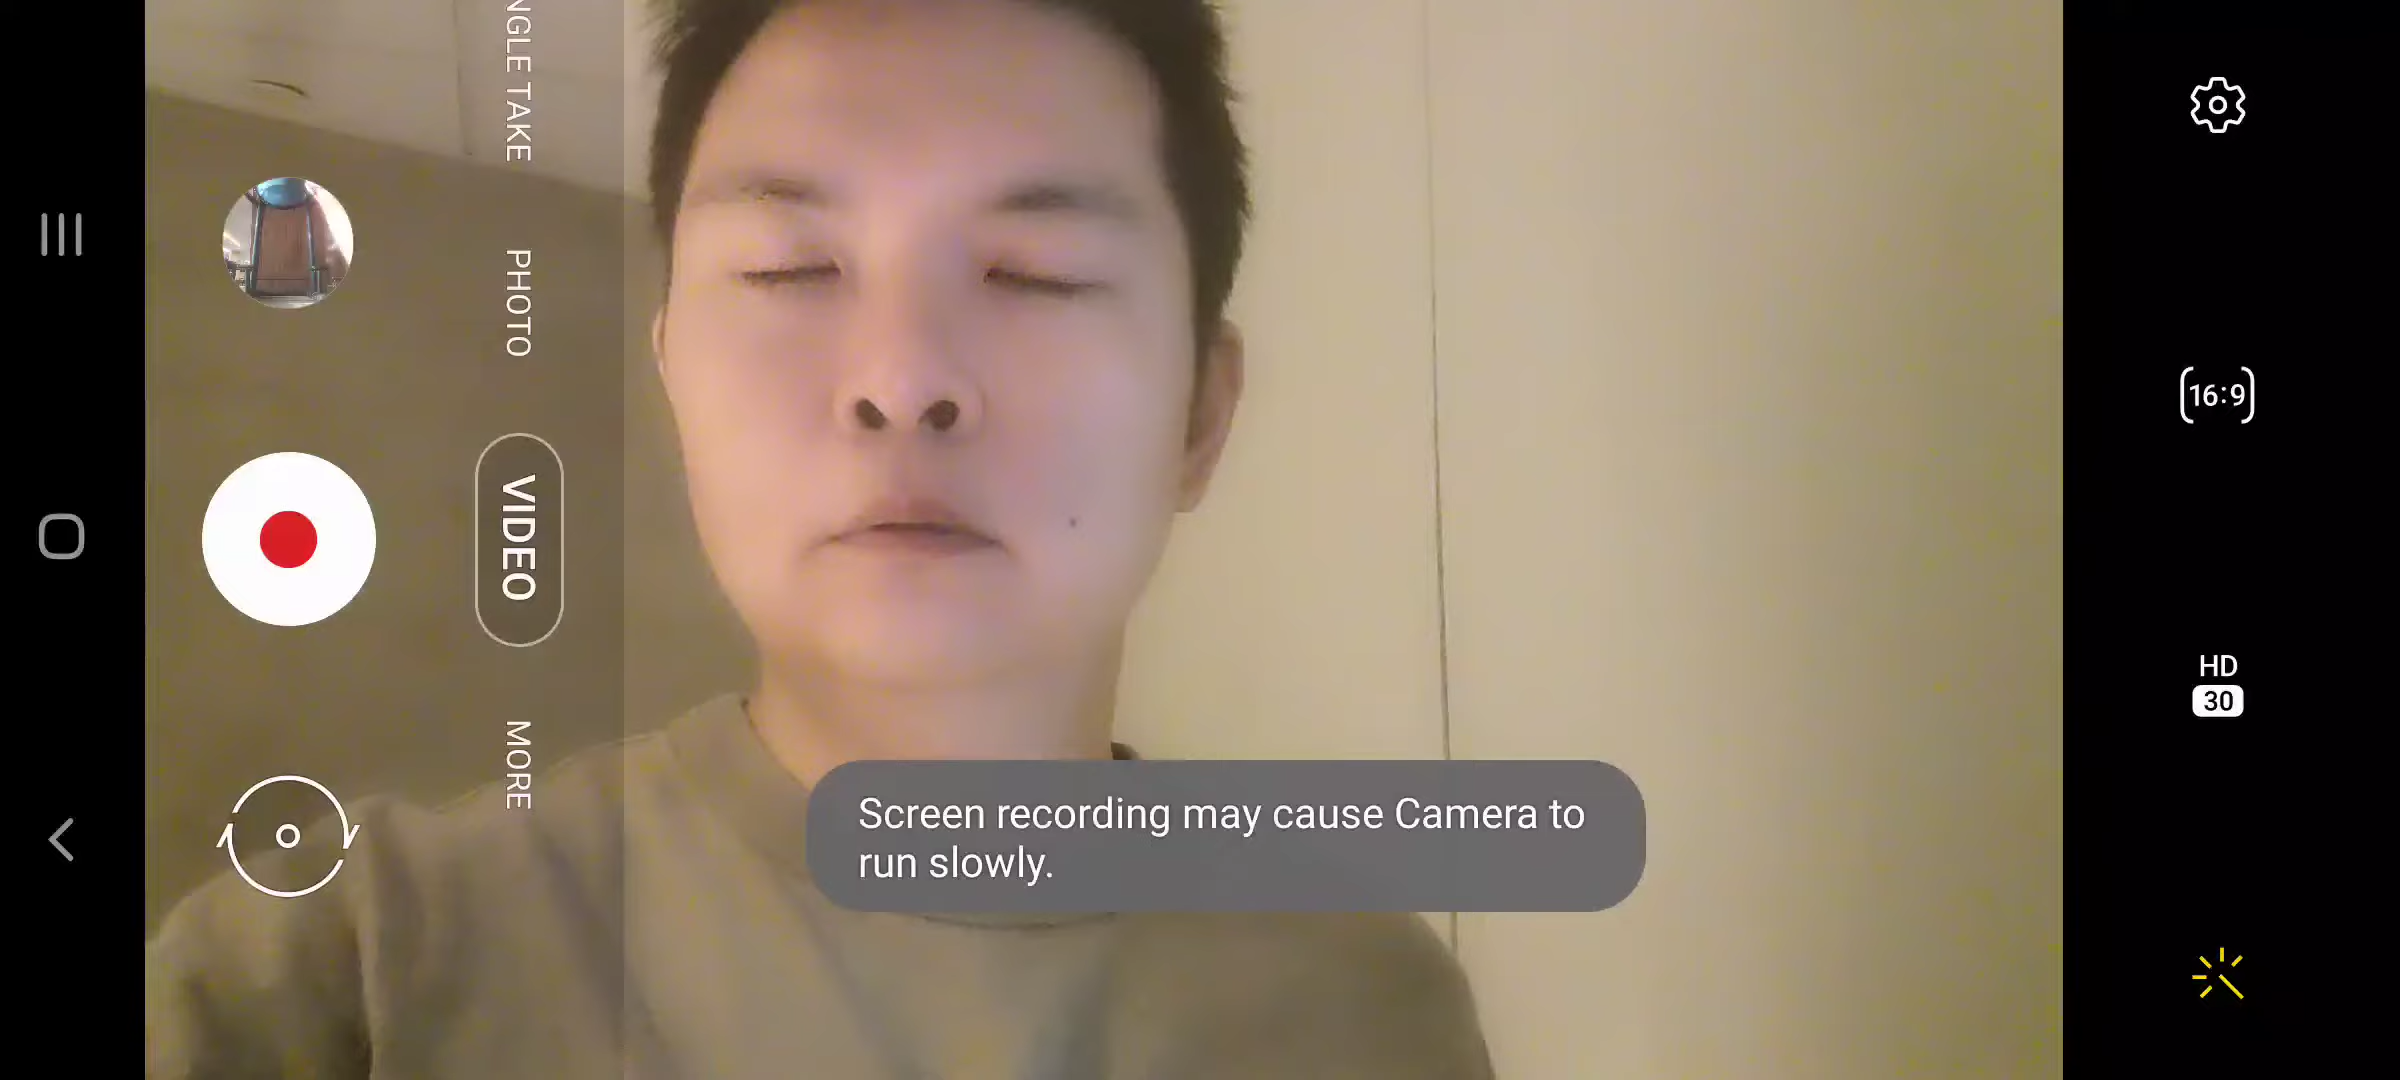 NGLE TAKE
PHOTO
VIDEO
MORE
16:9
HD
30
Screen recording may cause Camera to
run slowly.